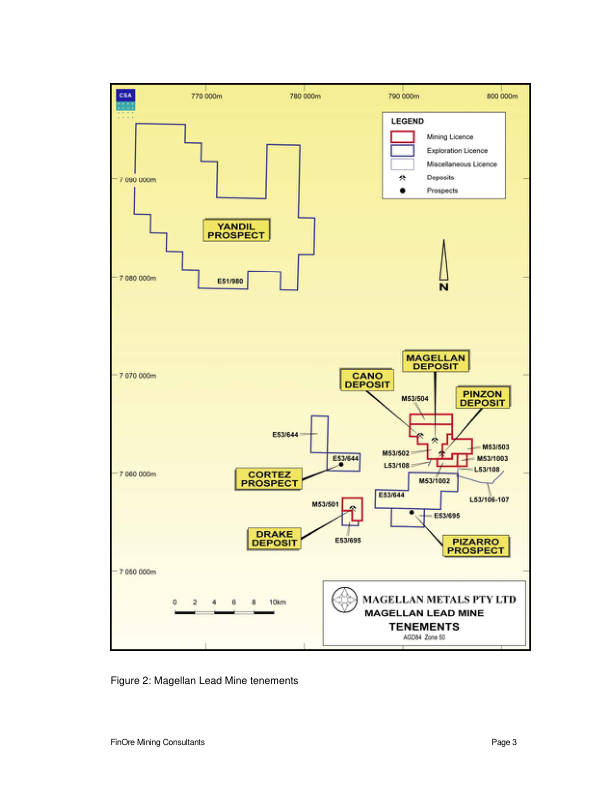 CSA
770 000m
780 000m
790 000m
800 000m
LEGEND
Mining Licence
Exploration Licence
Miscellaneous Licence
Deposits
Prospects
7 090 000m
YANDIL
PROSPECT
7 080 000m
E51/980
N
MAGELLAN
DEPOSIT
7 070 000m
CANO
DEPOSIT
PINZON
DEPOSIT
M53/504
E53/644
M53/503
M53/502
E53/644
M53/1003
L53/108
L53/108
7 060 000m
CORTEZ
PROSPECT
M53/1002
E53/644
L53/106-107
M53/501
E53/695
DRAKE
DEPOSIT
E53/695
PIZARRO
PROSPECT
7 050 000m
0 2 4 6 8 10km
MAGELLAN METALS PTY LTD
MAGELLAN LEAD MINE
TENEMENTS
AGD84 Zone 50
Figure 2: Magellan Lead Mine tenements
FinOre Mining Consultants
Page 3